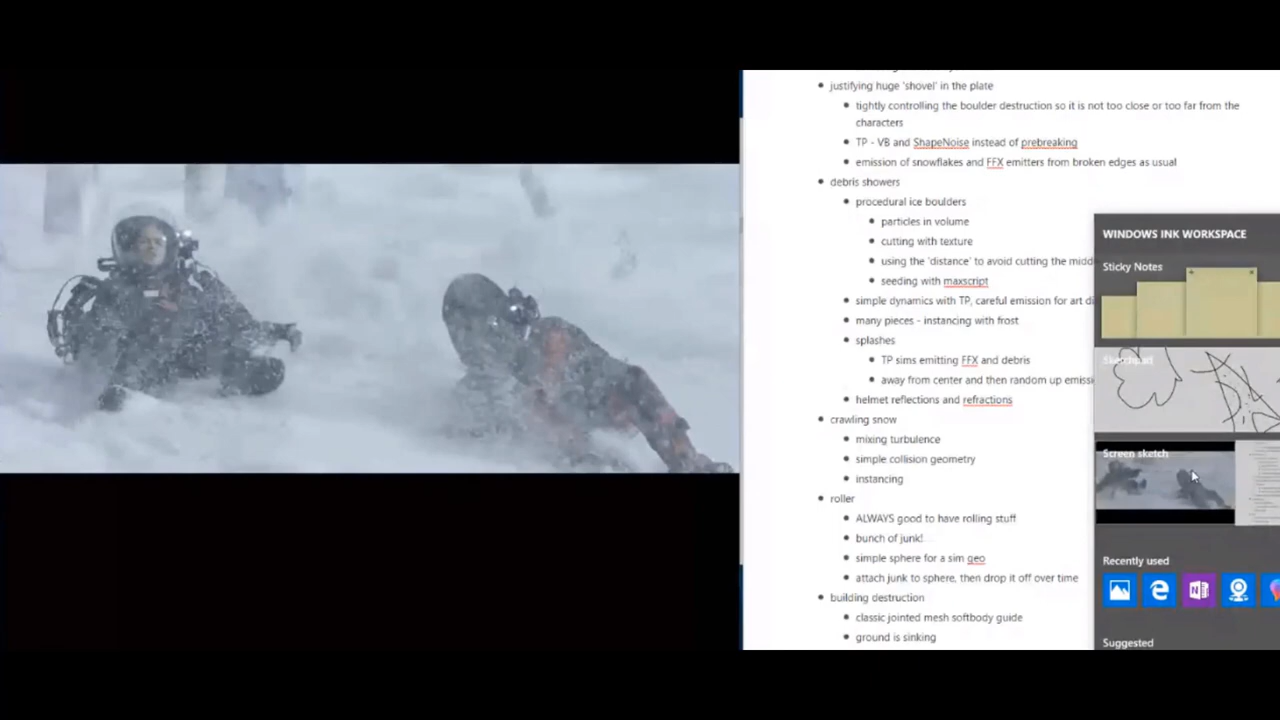 justifying huge 'shovel' in the plate
tightly controlling the boulder destruction so it is not too close or too far from the
characters
TP - VB and ShapeNoise instead of prebreaking
emission of snowflakes and FFX emitters from broken edges as usual
debris showers
procedural ice boulders
particles in volume
cutting with texture
using the 'distance' to avoid cutting the
seeding with maxscript
simple dynamics with TP, careful emission for art
many pieces - instancing with frost
splashes
TP sims emitting FFX and debris
away from center and then random up
helmet reflections and refractions
crawling snow
mixing turbulence
simple collision geometry
instancing
roller
ALWAYS good to have rolling stuff
bunch of junk!
simple sphere for a sim geo
attach junk to sphere, then drop it off over time
building destruction
classic jointed mesh softbody guide
ground is sinking
WINDOWS INK WORKSPACE
Sticky Notes
Sketchpad
Screen sketch
Recently used
Suggested